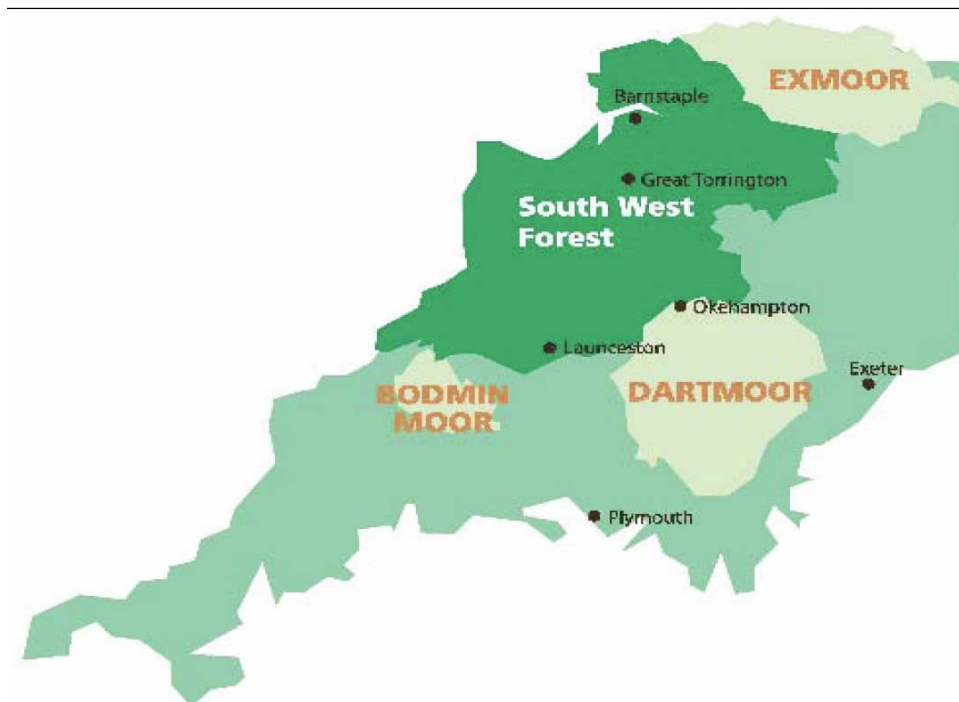 EXMOOR
Barnstaple
Great Torrington
South West
Forest
Okehampton
Launceston
Exeter
BODMIN
MOOR
DARTMOOR
Plymouth